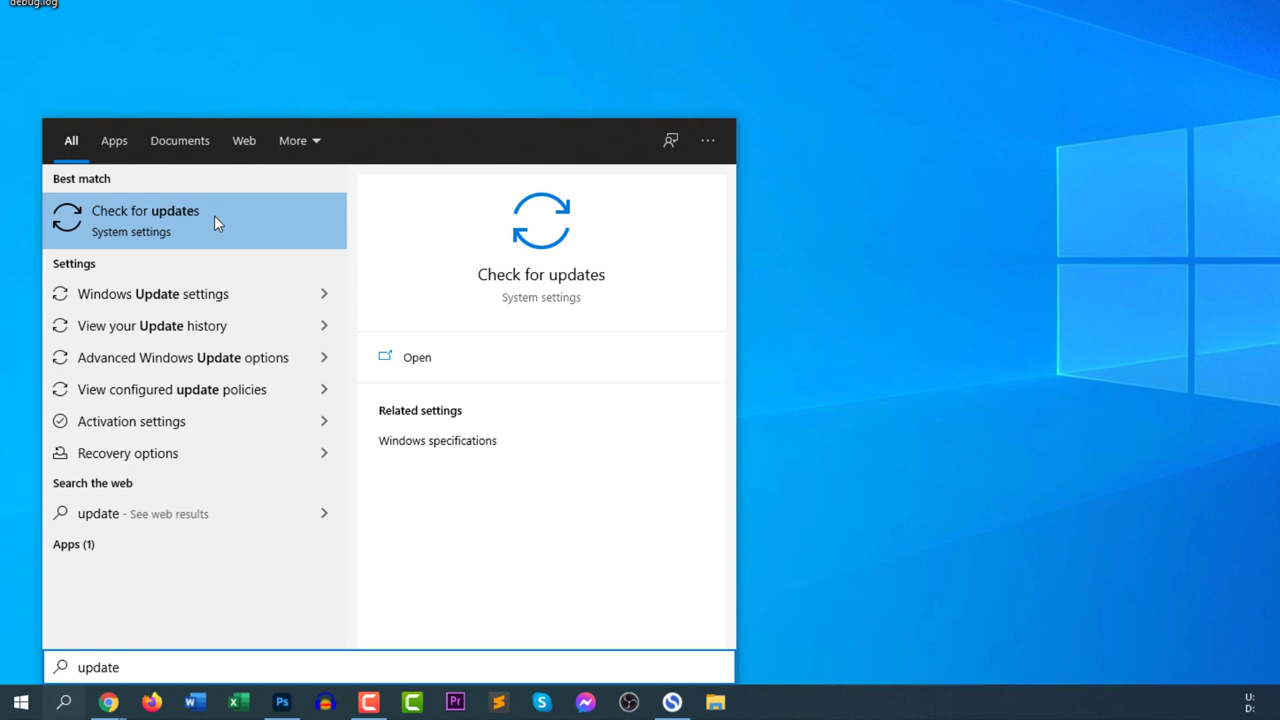 debug.log
All Apps Documents Web More
Best match
Check for updates
System settings
Settings
Windows Update settings
View your Update history
Advanced Windows Update options
View configured update policies
Activation settings
Recovery options
Search the web
update - See web results
Apps (1)
Check for updates
System settings
Open
Related settings
Windows specifications
update
W X Ps C C Pr S S
U:
D: